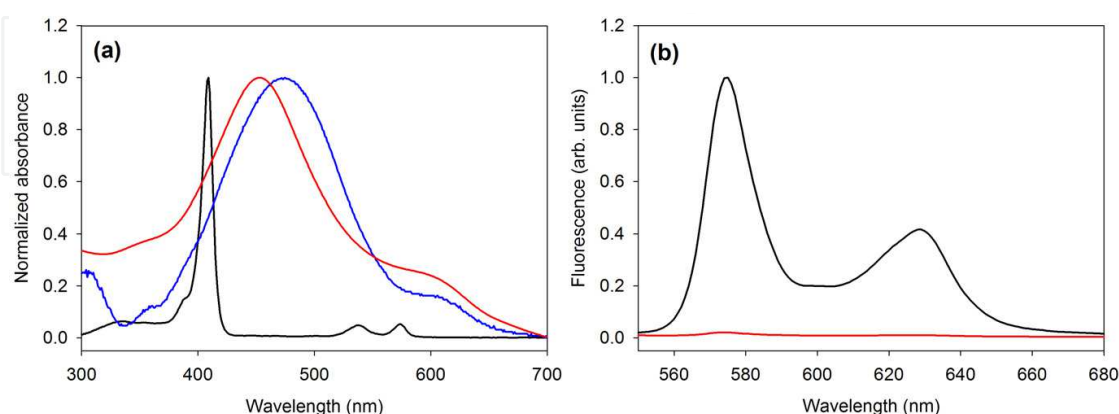 (a)
Normalized absorbance
1.2
1.0
0.8
0.6
0.4
0.2
0.0
300 400 500 600 700
Wavelength (nm)
(b)
Fluorescence (arb. units)
1.2
1.0
0.8
0.6
0.4
0.2
0.0
560 580 600 620 640 660 680
Wavelength (nm)